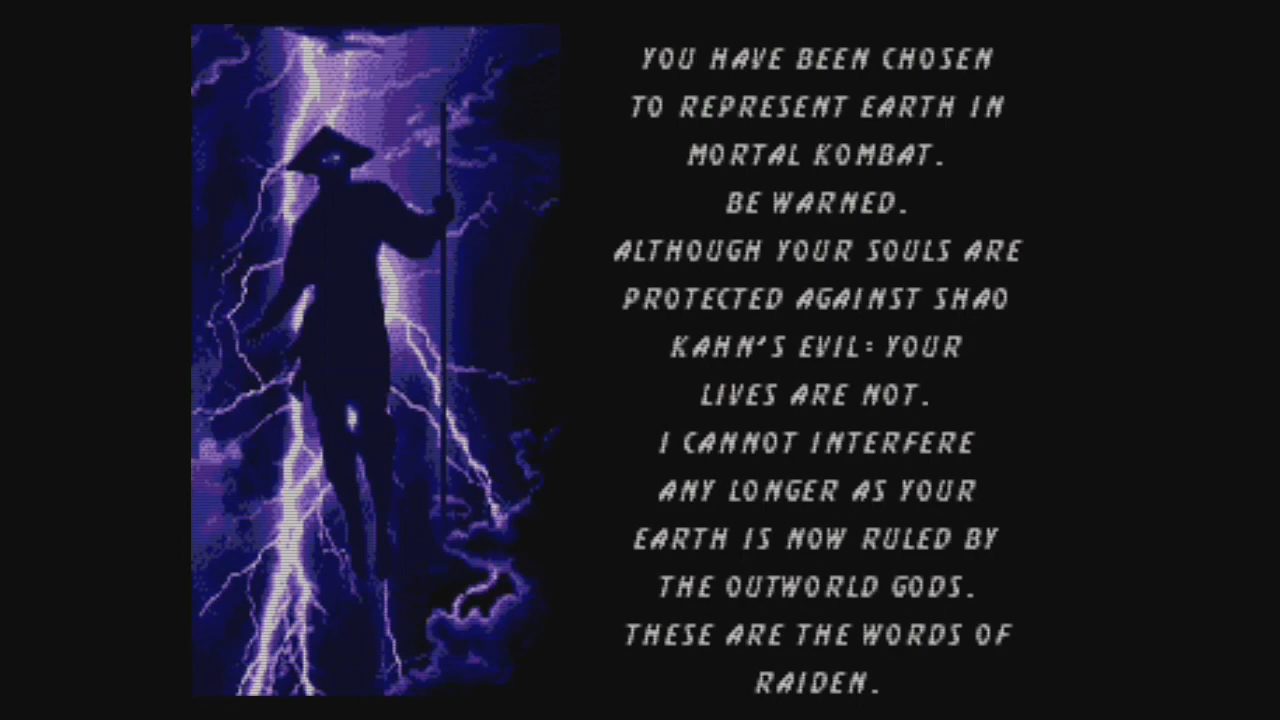 YOU HAVE BEEN CHOSEN
TO REPRESENT EARTH IN
MORTAL KOMBAT.
BE WARNED.
ALTHOUGH YOUR SOULS ARE
PROTECTED AGAINST SHAO
KAHN'S EVIL: YOUR
LIVES ARE NOT.
I CANNOT INTERFERE
ANY LONGER AS YOUR
EARTH IS NOW RULED BY
THE OUTWORLD GODS.
THESE ARE THE WORDS OF
RAIDEN.